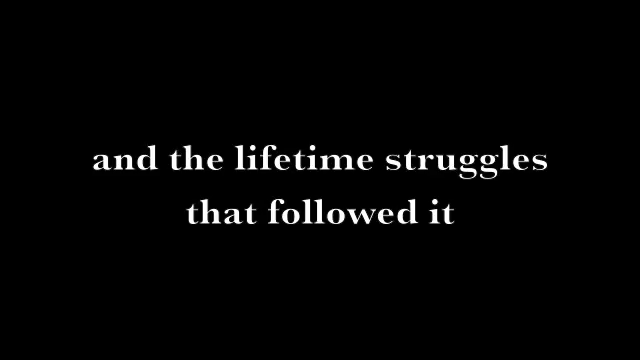 and the lifetime struggles
that followed it